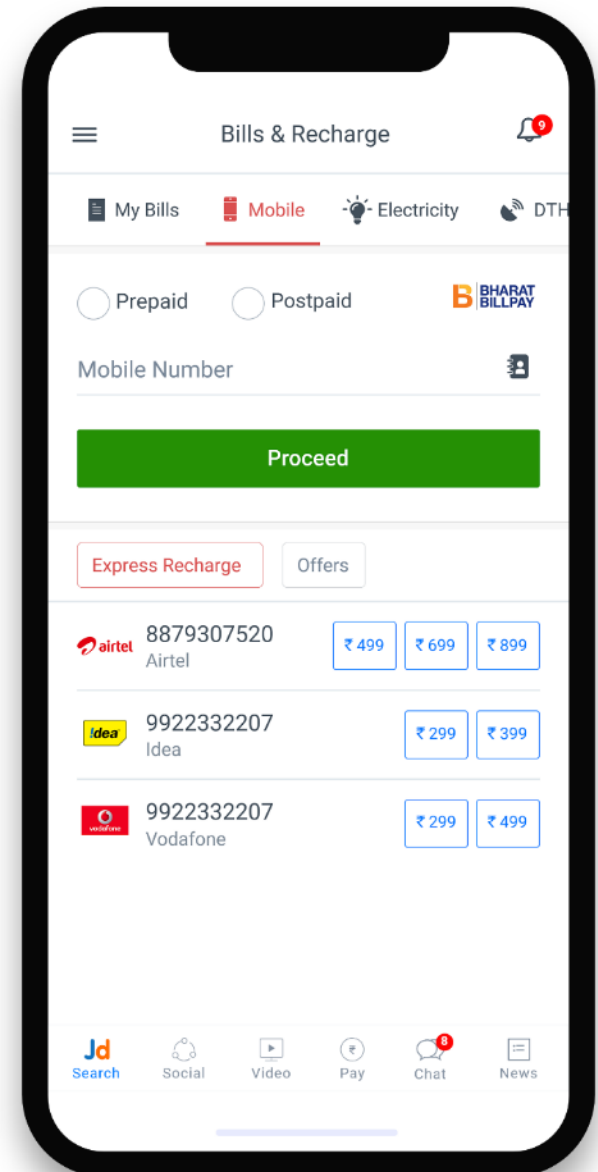 Bills & Recharge
9
My Bills Mobile Electricity DTH
Prepaid Postpaid B BHARAT BILLPAY
Mobile Number
Proceed
Express Recharge Offers
airtel 8879307520 ₹ 499 ₹ 699 ₹ 899
Airtel
!dea 9922332207 ₹ 299 ₹ 399
Idea
vodafone 9922332207 ₹ 299 ₹ 499
Vodafone
Jd ₹ 8
Search Social Video Pay Chat News